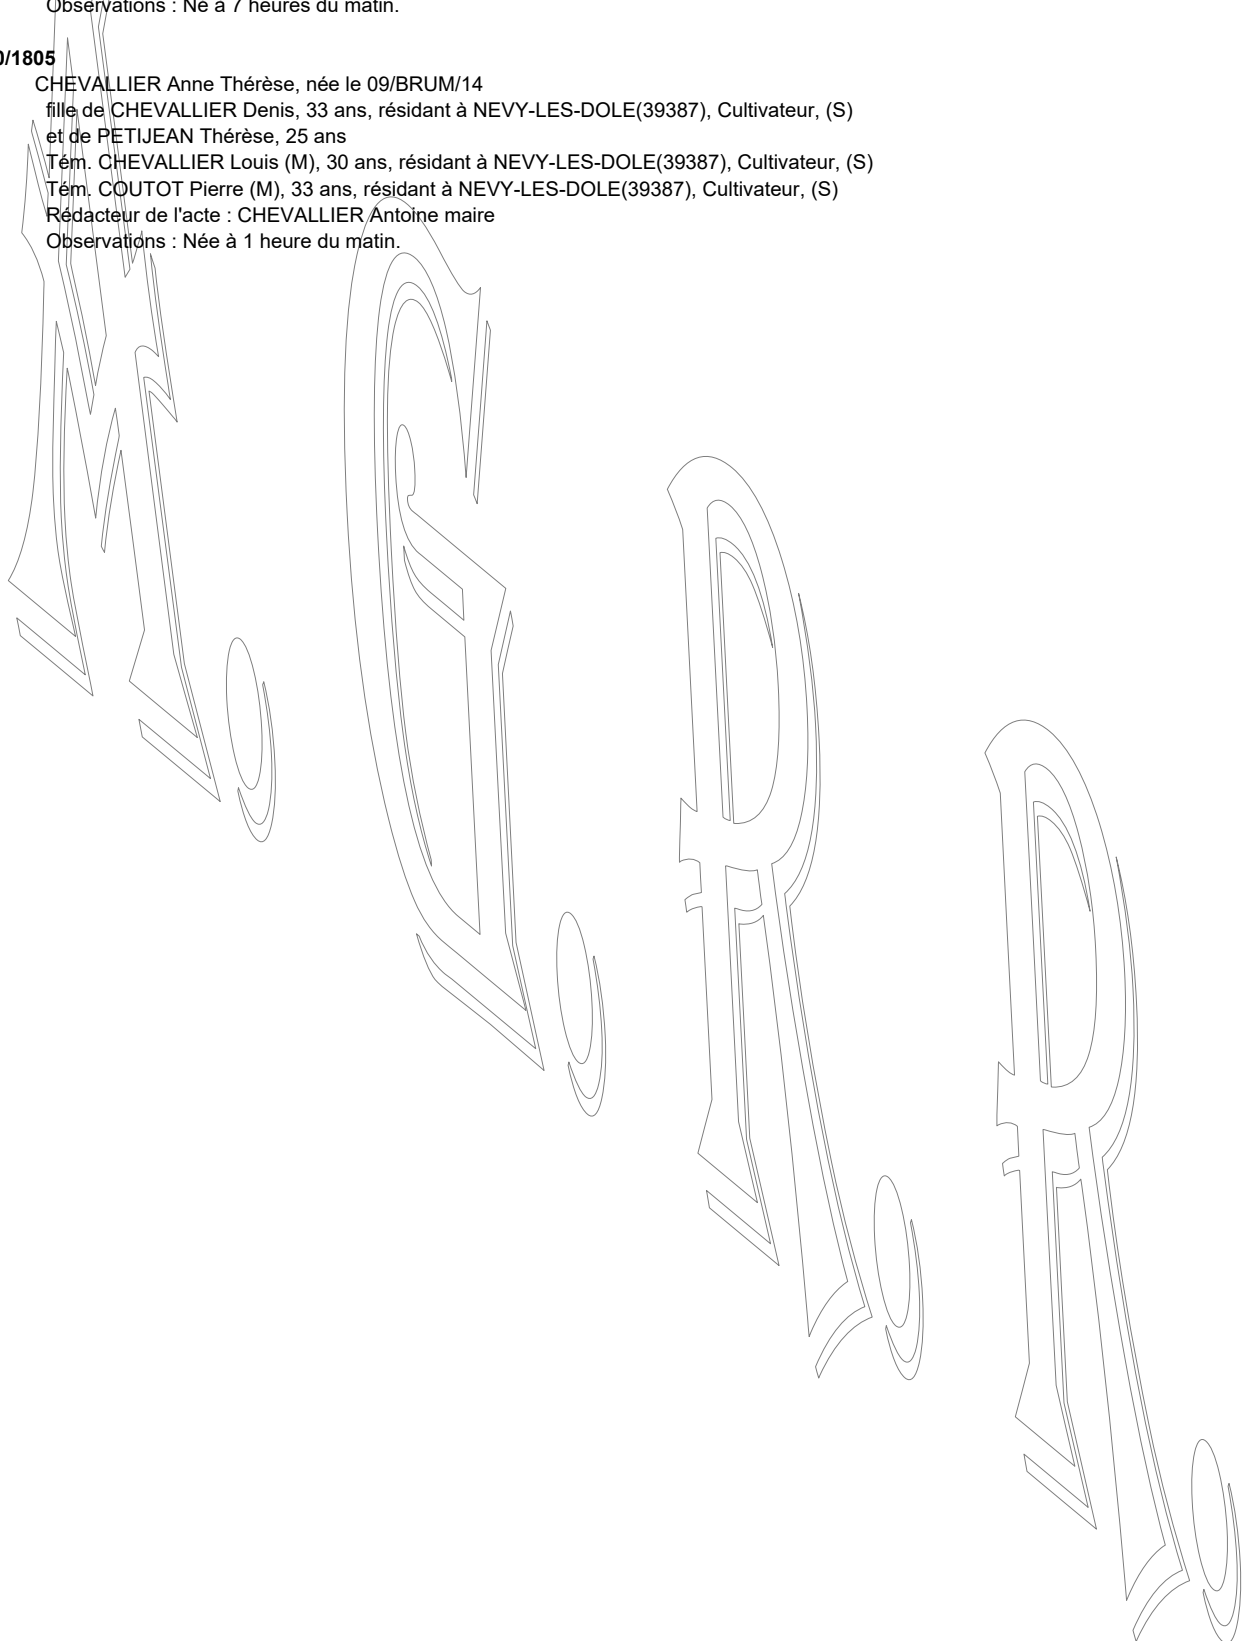 Observations : Né à 7 heures du matin.
0/1805
CHEVALLIER Anne Thérèse, née le 09/BRUM/14
fille de CHEVALLIER Denis, 33 ans, résidant à NEVY-LES-DOLE(39387), Cultivateur, (S)
et de PETIJEAN Thérèse, 25 ans
Tém. CHEVALLIER Louis (M), 30 ans, résidant à NEVY-LES-DOLE(39387), Cultivateur, (S)
Tém. COUTOT Pierre (M), 33 ans, résidant à NEVY-LES-DOLE(39387), Cultivateur, (S)
Rédacteur de l'acte : CHEVALLIER Antoine maire
Observations : Née à 1 heure du matin.
M.G.R.R.